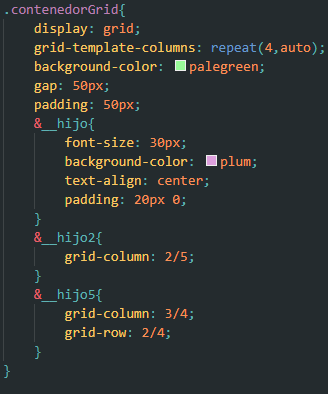 .contenedorGrid{
display: grid;
grid-template-columns: repeat(4,auto);
background-color: palegreen;
gap: 50px;
padding: 50px;
&__hijo{
font-size: 30px;
background-color: plum;
text-align: center;
padding: 20px 0;
}
&__hijo2{
grid-column: 2/5;
}
&__hijo5{
grid-column: 3/4;
grid-row: 2/4;
}
}